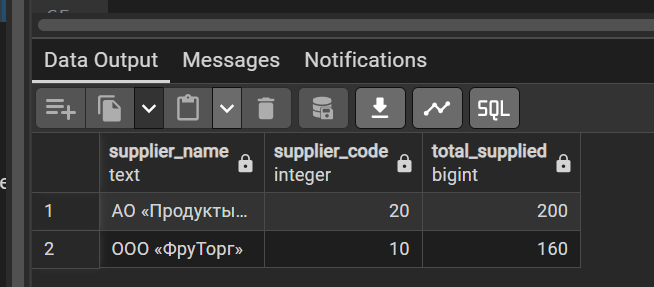 Data Output Messages Notifications
SQL
supplier_name supplier_code total_supplied
text integer bigint
1 АО «Продукты... 20 200
2 ООО «ФруТорг» 10 160